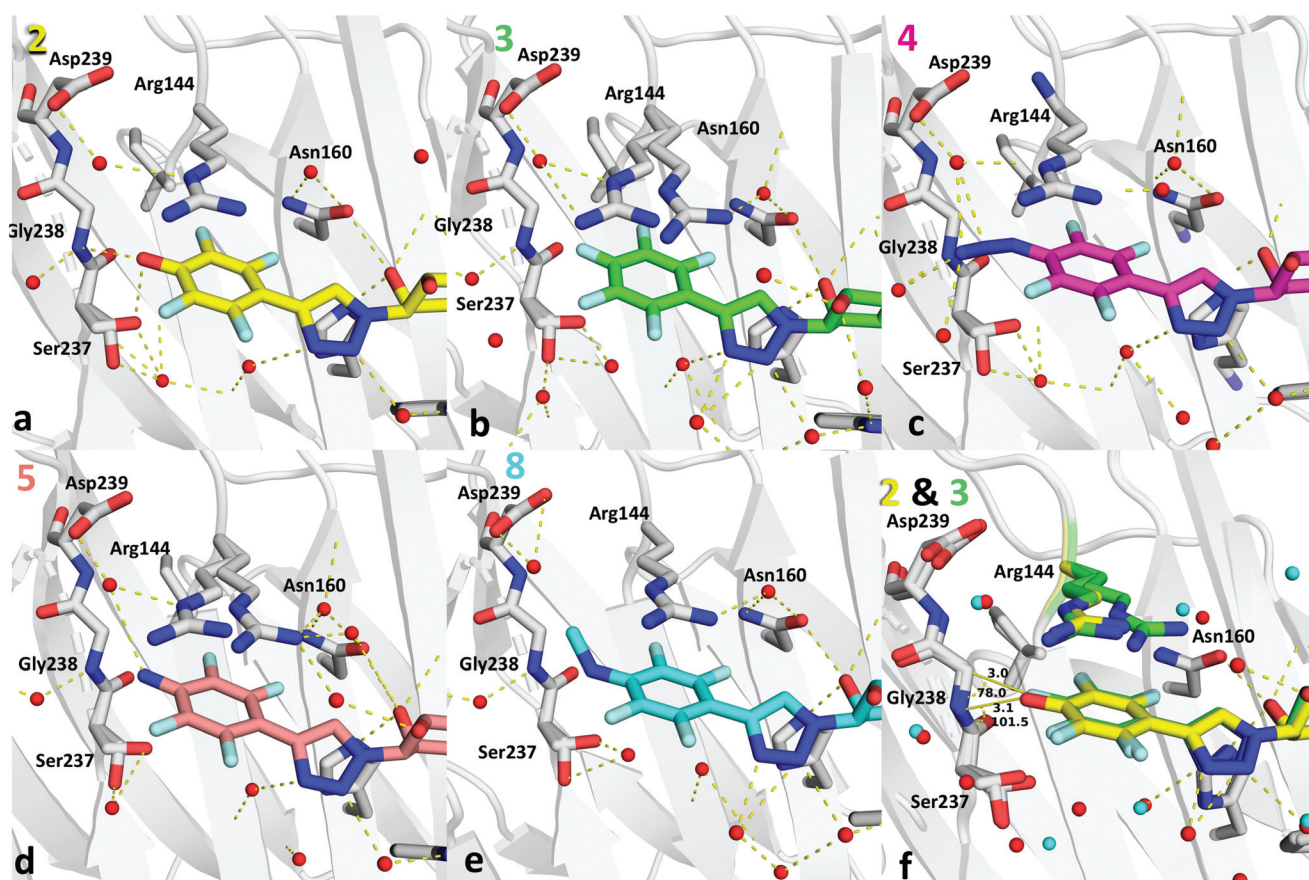 2
Asp239
Arg144
Asn160
Gly238
Ser237
a
3
Asp239
Arg144
Asn160
Gly238
Ser237
b
4
Asp239
Arg144
Asn160
Gly238
Ser237
c
5
Asp239
Arg144
Asn160
Gly238
Ser237
d
8
Asp239
Arg144
Asn160
Gly238
Ser237
e
2 & 3
Asp239
Arg144
Asn160
3.0
Gly238
78.0
3.1
101.5
Ser237
f